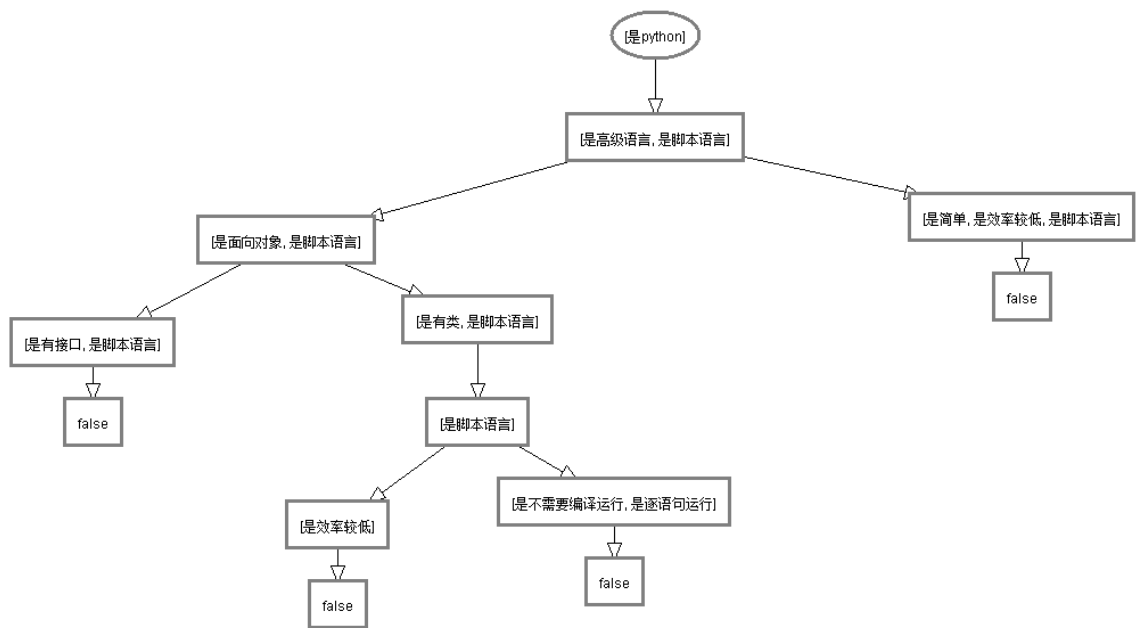 [是python]
[是高级语言, 是脚本语言]
[是面向对象, 是脚本语言]
[是简单, 是效率较低, 是脚本语言]
false
[是有接口, 是脚本语言]
[是有类, 是脚本语言]
false
[是脚本语言]
[是效率较低]
[是不需要编译运行, 是逐语句运行]
false
false